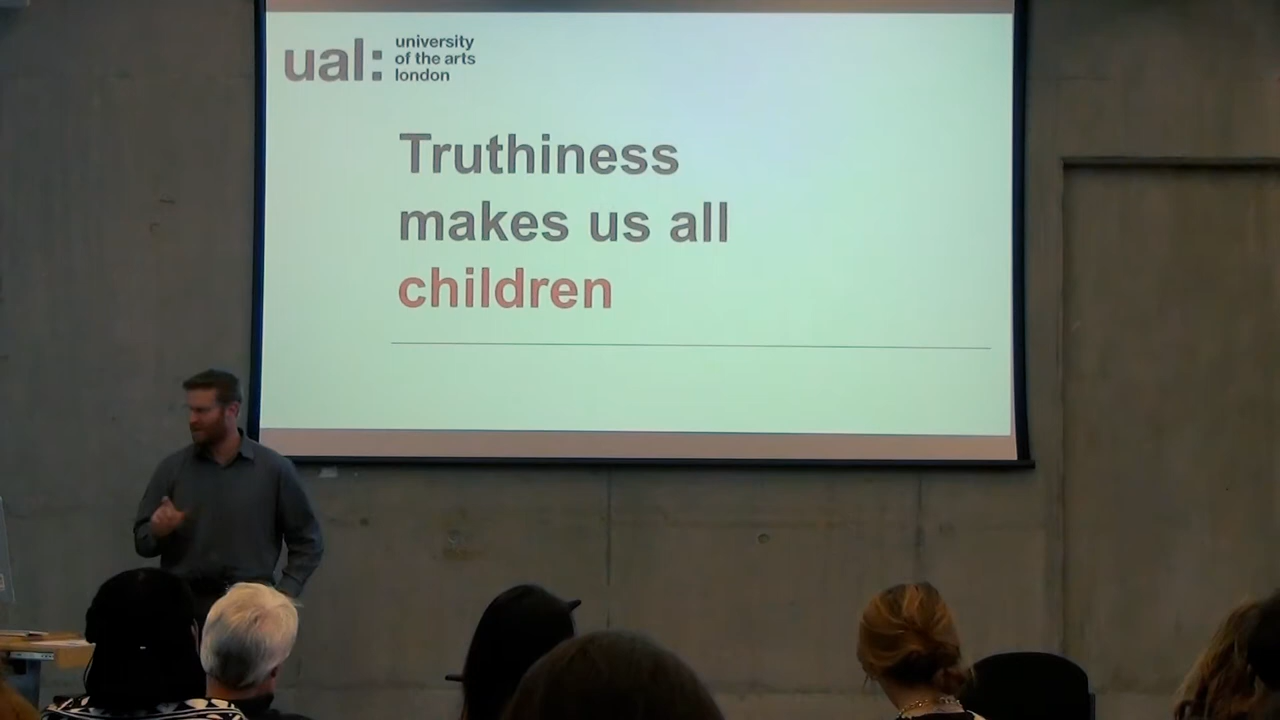 ual:
university
of the arts
london
Truthiness
makes us all
children